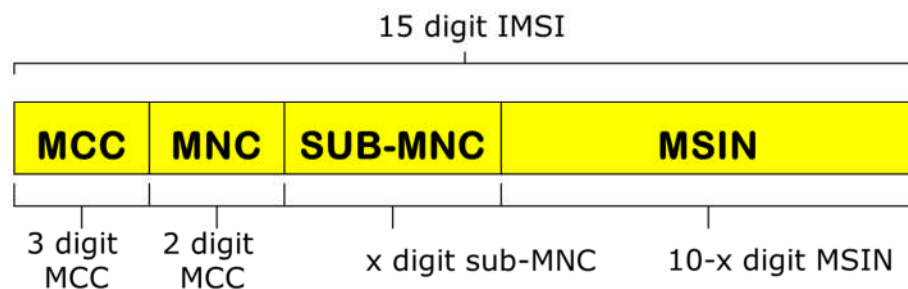 15 digit IMSI
MCC MNC SUB-MNC MSIN
3 digit MCC
2 digit MCC
x digit sub-MNC
10-x digit MSIN